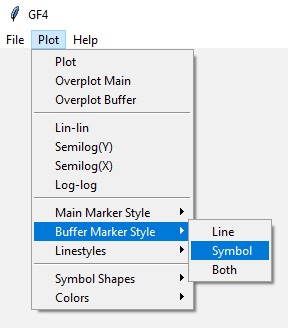 GF4
File Plot Help
Plot
Overplot Main
Overplot Buffer
Lin-lin
Semilog(Y)
Semilog(X)
Log-log
Main Marker Style
Buffer Marker Style
Linestyles
Symbol Shapes
Colors
Line
Symbol
Both